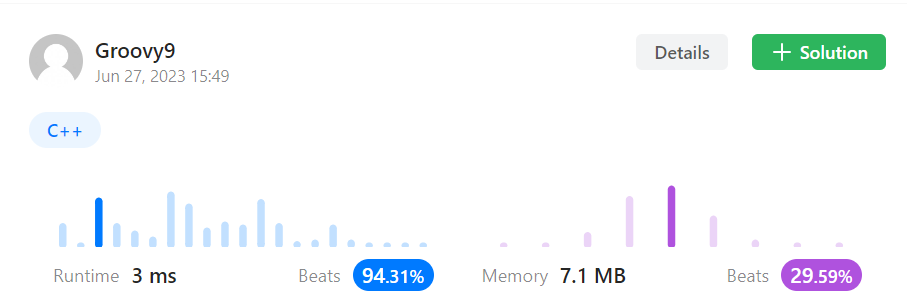 Groovy9
Jun 27, 2023 15:49
Details
+ Solution
C++
Runtime 3 ms Beats 94.31% Memory 7.1 MB Beats 29.59%